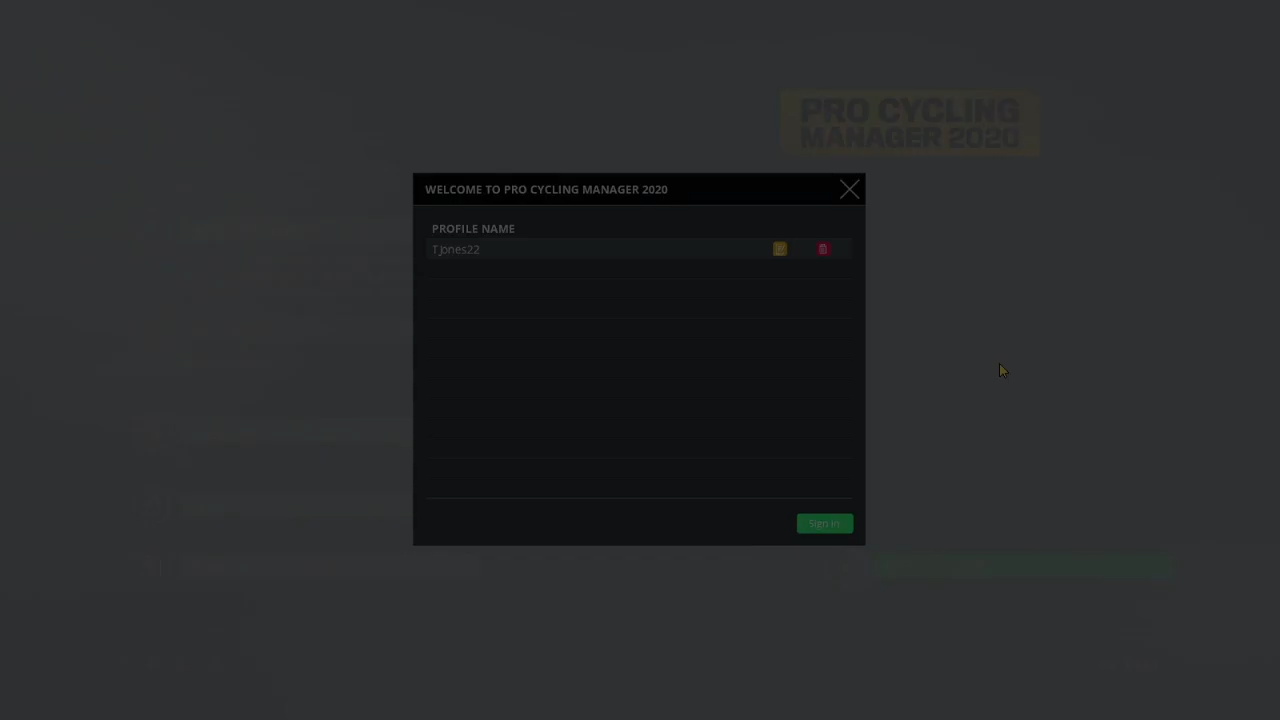 PRO CYCLING
MANAGER 2020
WELCOME TO PRO CYCLING MANAGER 2020
PROFILE NAME
TJones22
Sign in